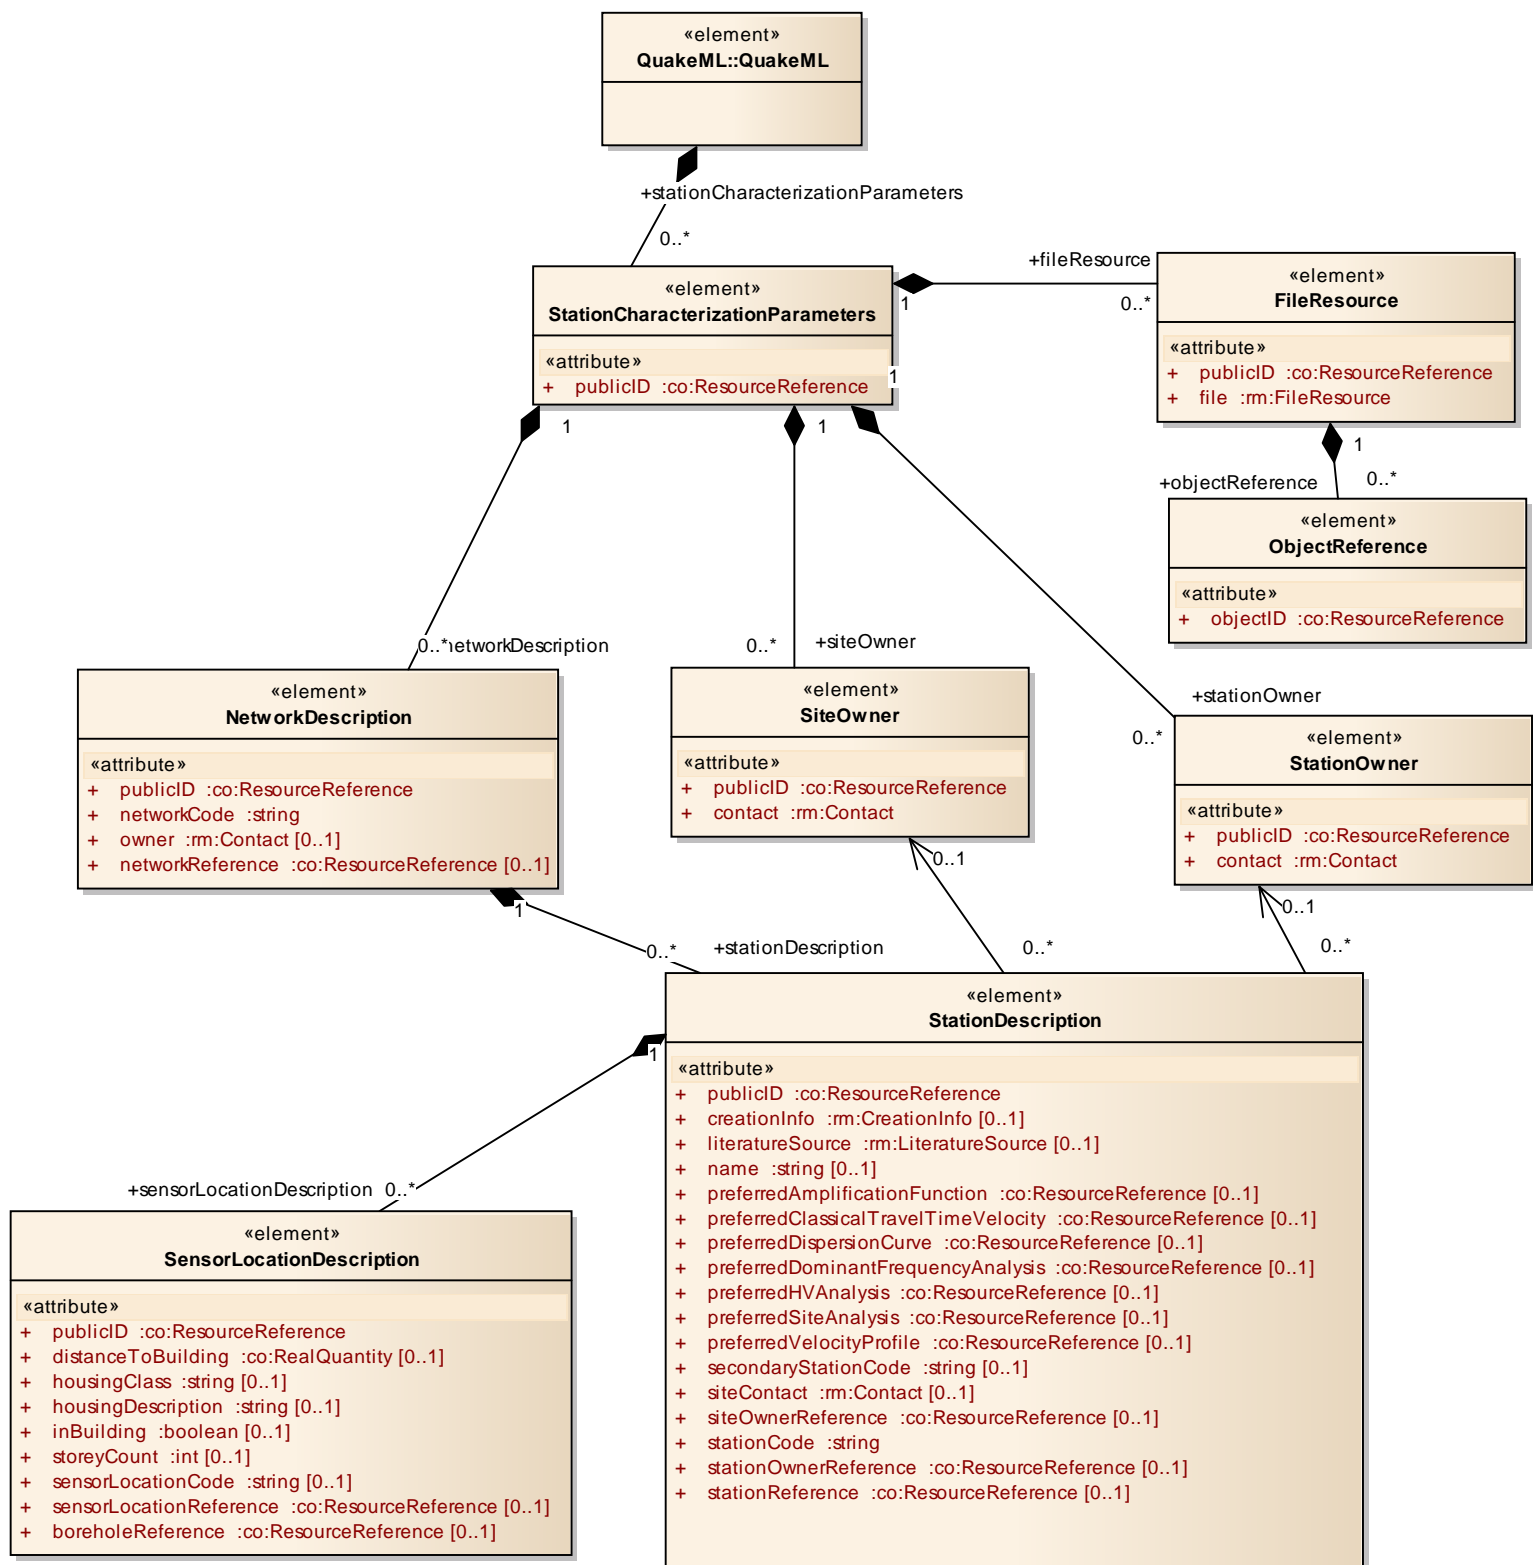 «element»
QuakeML::QuakeML
+stationCharacterizationParameters
0..*
«element»
StationCharacterizationParameters
«attribute»
+ publicID :co:ResourceReference
1
+fileResource
0..*
1
«element»
FileResource
«attribute»
+ publicID :co:ResourceReference
+ file :rm:FileResource
1
+objectReference
0..*
«element»
ObjectReference
«attribute»
+ objectID :co:ResourceReference
1
0..*
networkDescription
1
0..*
+siteOwner
+stationOwner
0..*
«element»
NetworkDescription
«attribute»
+ publicID :co:ResourceReference
+ networkCode :string
+ owner :rm:Contact [0..1]
+ networkReference :co:ResourceReference [0..1]
«element»
SiteOwner
«attribute»
+ publicID :co:ResourceReference
+ contact :rm:Contact
«element»
StationOwner
«attribute»
+ publicID :co:ResourceReference
+ contact :rm:Contact
1
0..*
+stationDescription
0..1
0..*
0..1
0..*
«element»
StationDescription
«attribute»
+ publicID :co:ResourceReference
+ creationInfo :rm:CreationInfo [0..1]
+ literatureSource :rm:LiteratureSource [0..1]
+ name :string [0..1]
+ preferredAmplificationFunction :co:ResourceReference [0..1]
+ preferredClassicalTravelTimeVelocity :co:ResourceReference [0..1]
+ preferredDispersionCurve :co:ResourceReference [0..1]
+ preferredDominantFrequencyAnalysis :co:ResourceReference [0..1]
+ preferredHVAnalysis :co:ResourceReference [0..1]
+ preferredSiteAnalysis :co:ResourceReference [0..1]
+ preferredVelocityProfile :co:ResourceReference [0..1]
+ secondaryStationCode :string [0..1]
+ siteContact :rm:Contact [0..1]
+ siteOwnerReference :co:ResourceReference [0..1]
+ stationCode :string
+ stationOwnerReference :co:ResourceReference [0..1]
+ stationReference :co:ResourceReference [0..1]
1
+sensorLocationDescription 0..*
«element»
SensorLocationDescription
«attribute»
+ publicID :co:ResourceReference
+ distanceToBuilding :co:RealQuantity [0..1]
+ housingClass :string [0..1]
+ housingDescription :string [0..1]
+ inBuilding :boolean [0..1]
+ storeyCount :int [0..1]
+ sensorLocationCode :string [0..1]
+ sensorLocationReference :co:ResourceReference [0..1]
+ boreholeReference :co:ResourceReference [0..1]